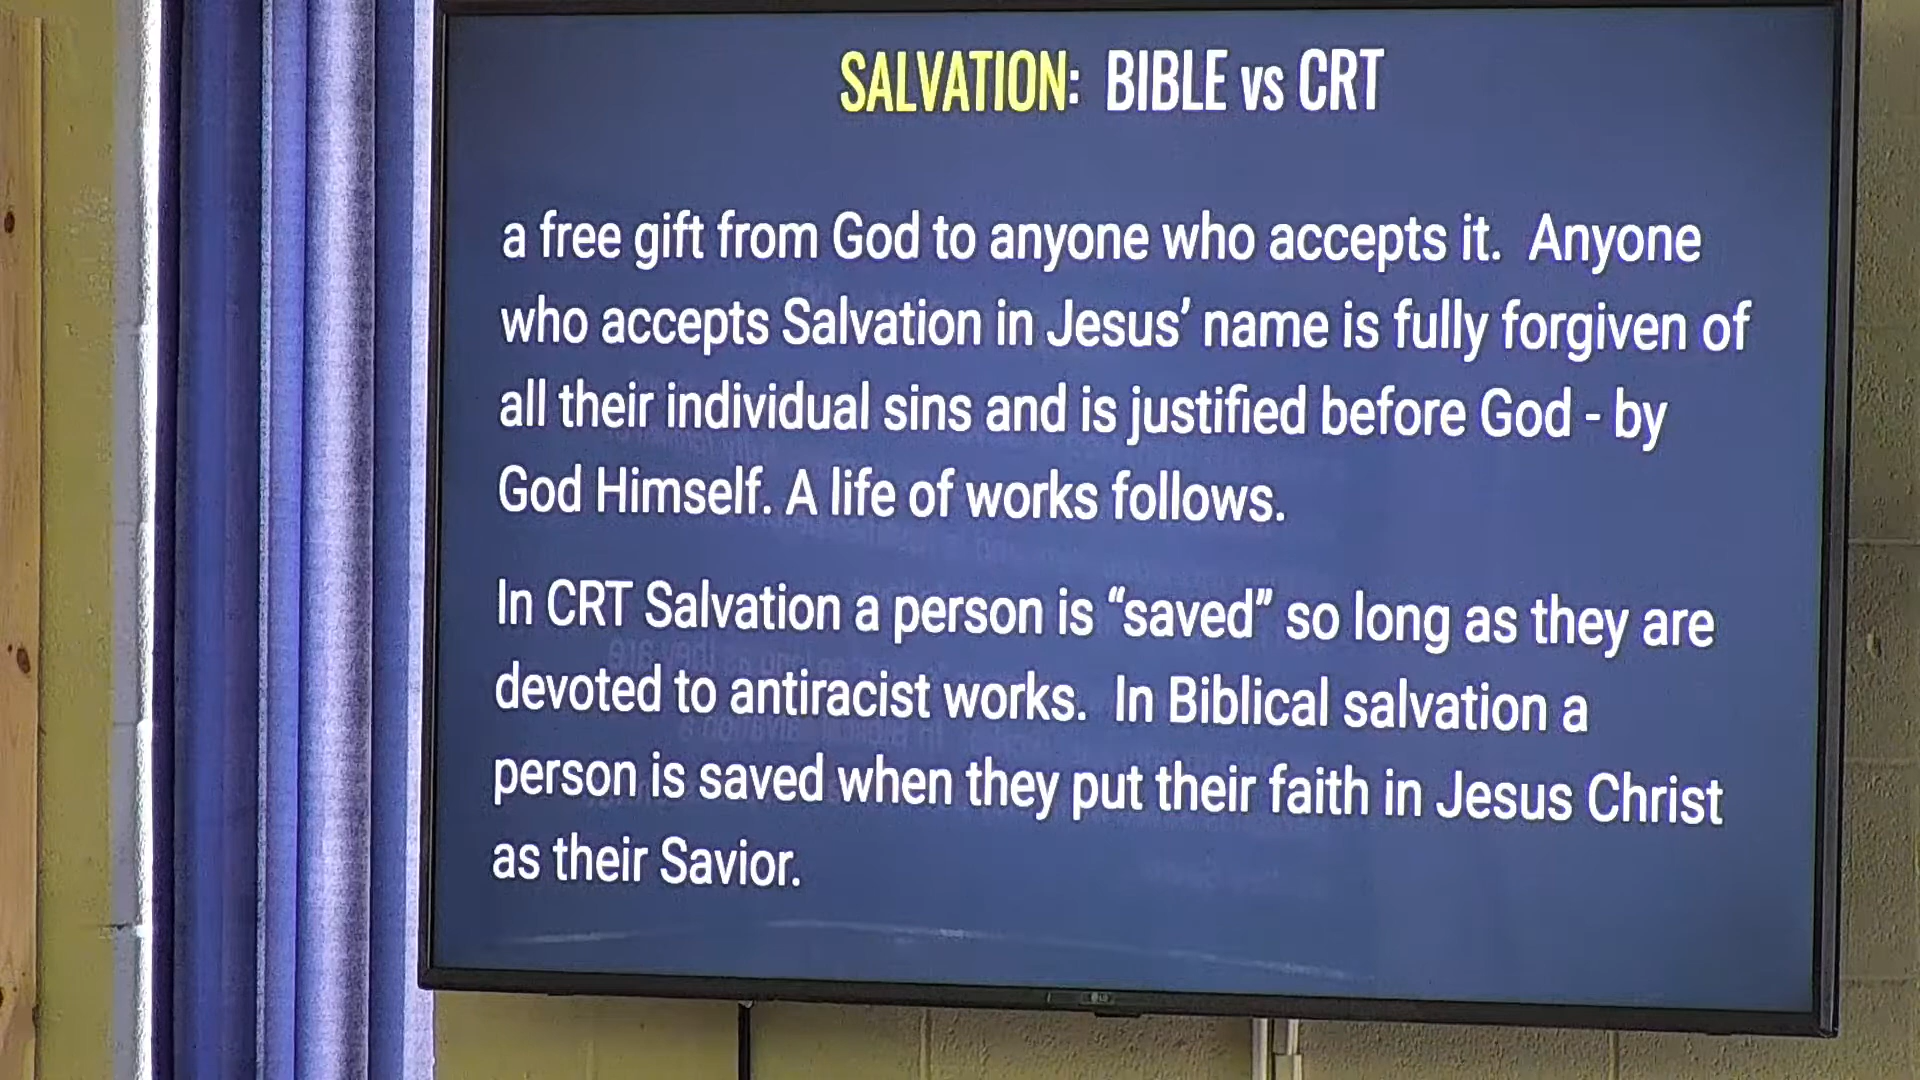 SALVATION: BIBLE vs CRT
a free gift from God to anyone who accepts it. Anyone
who accepts Salvation in Jesus’ name is fully forgiven of
all their individual sins and is justified before God - by
God Himself. A life of works follows.
In CRT Salvation a person is “saved” so long as they are
devoted to antiracist works. In Biblical salvation a
person is saved when they put their faith in Jesus Christ
as their Savior.
LG